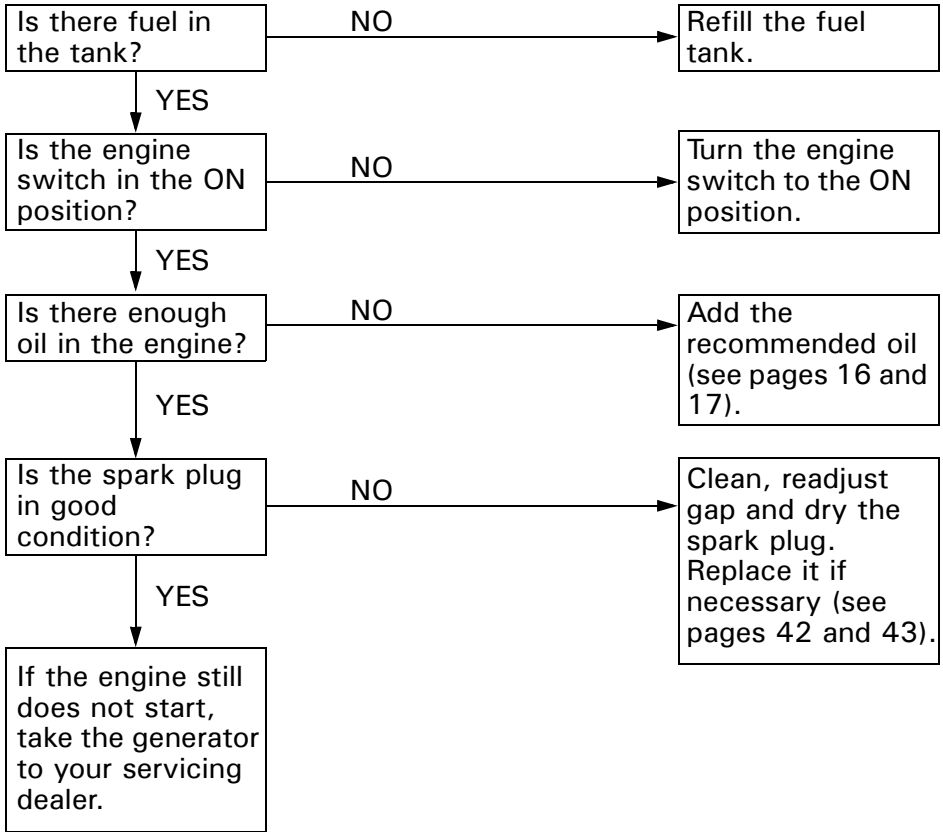 Is there fuel in
the tank?
NO
Refill the fuel
tank.
YES
Is the engine
switch in the ON
position?
NO
Turn the engine
switch to the ON
position.
YES
Is there enough
oil in the engine?
NO
Add the
recommended oil
(see pages 16 and
17).
YES
Is the spark plug
in good
condition?
NO
Clean, readjust
gap and dry the
spark plug.
Replace it if
necessary (see
pages 42 and 43).
YES
If the engine still
does not start,
take the generator
to your servicing
dealer.